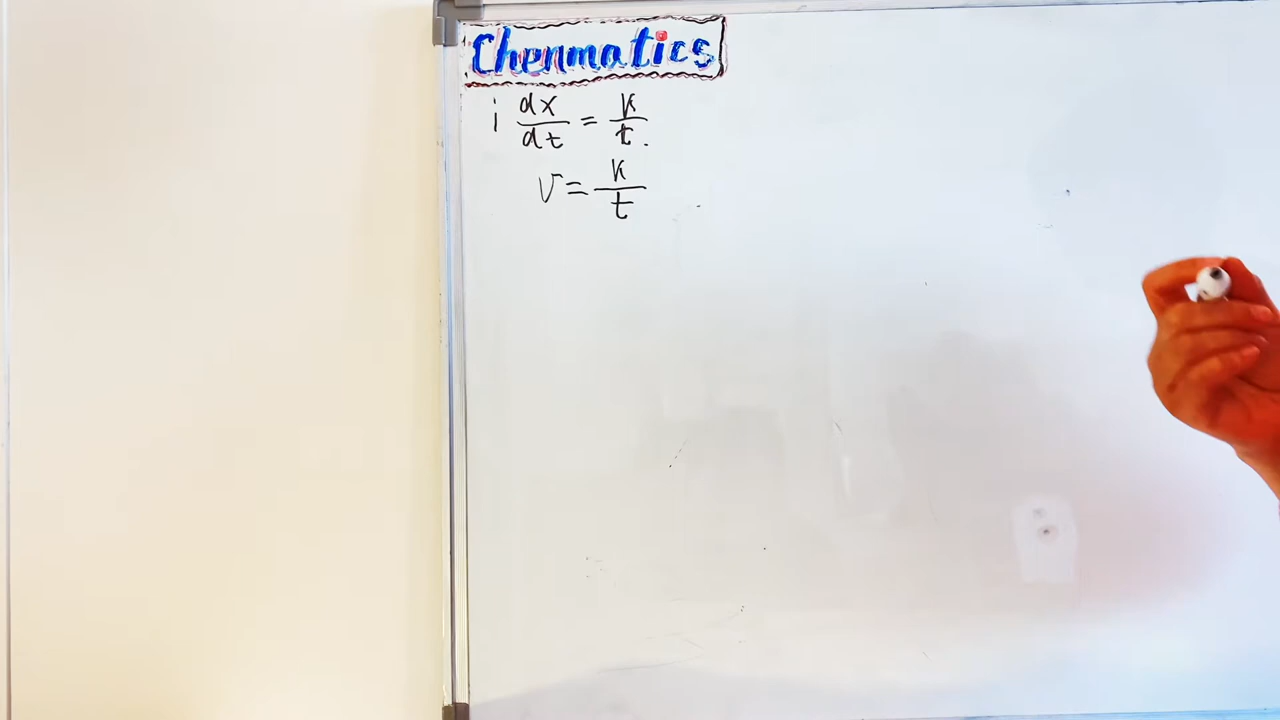 Chenmatics
i dx/dt = k/t.
v = k/t